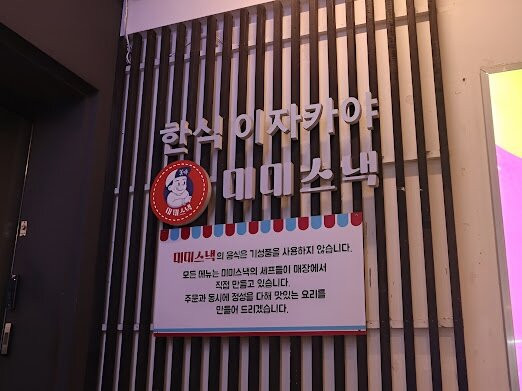 한식 이자카야
미미스낵
미미스낵
미미스낵의 음식은 기성품을 사용하지 않습니다.
모든 메뉴는 미미스낵의 셰프들이 매장에서
직접 만들고 있습니다.
주문과 동시에 정성을 다해 맛있는 요리를
만들어 드리겠습니다.